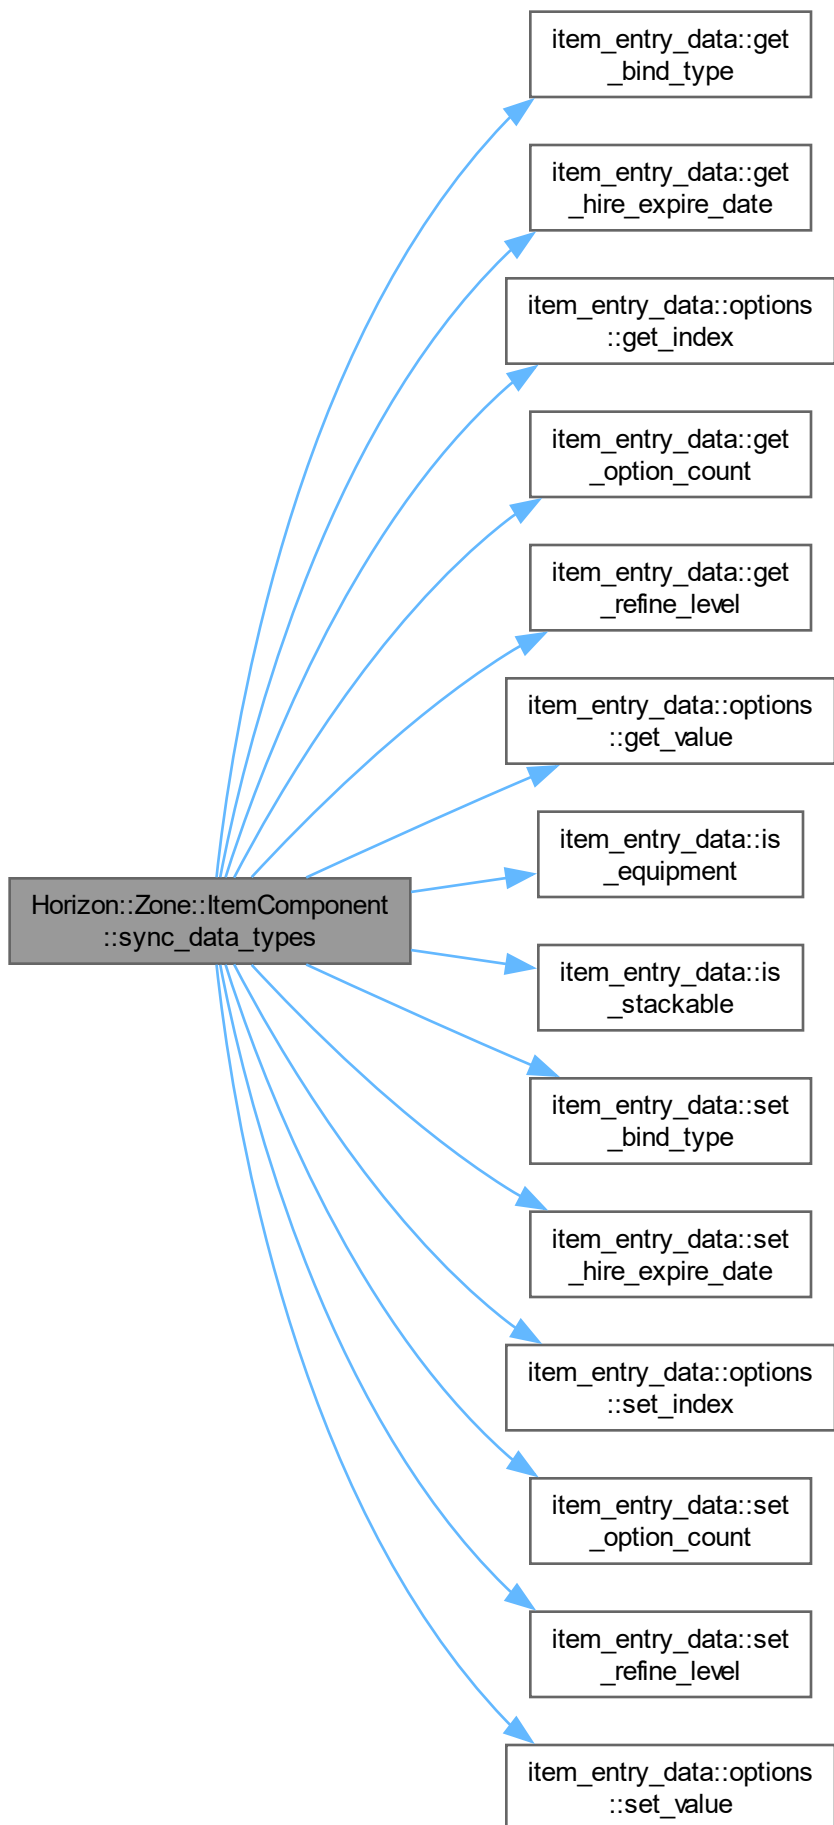 item_entry_data::get
_bind_type
item_entry_data::get
_hire_expire_date
item_entry_data::options
::get_index
item_entry_data::get
_option_count
item_entry_data::get
_refine_level
item_entry_data::options
::get_value
item_entry_data::is
_equipment
Horizon::Zone::ItemComponent
::sync_data_types
item_entry_data::is
_stackable
item_entry_data::set
_bind_type
item_entry_data::set
_hire_expire_date
item_entry_data::options
::set_index
item_entry_data::set
_option_count
item_entry_data::set
_refine_level
item_entry_data::options
::set_value